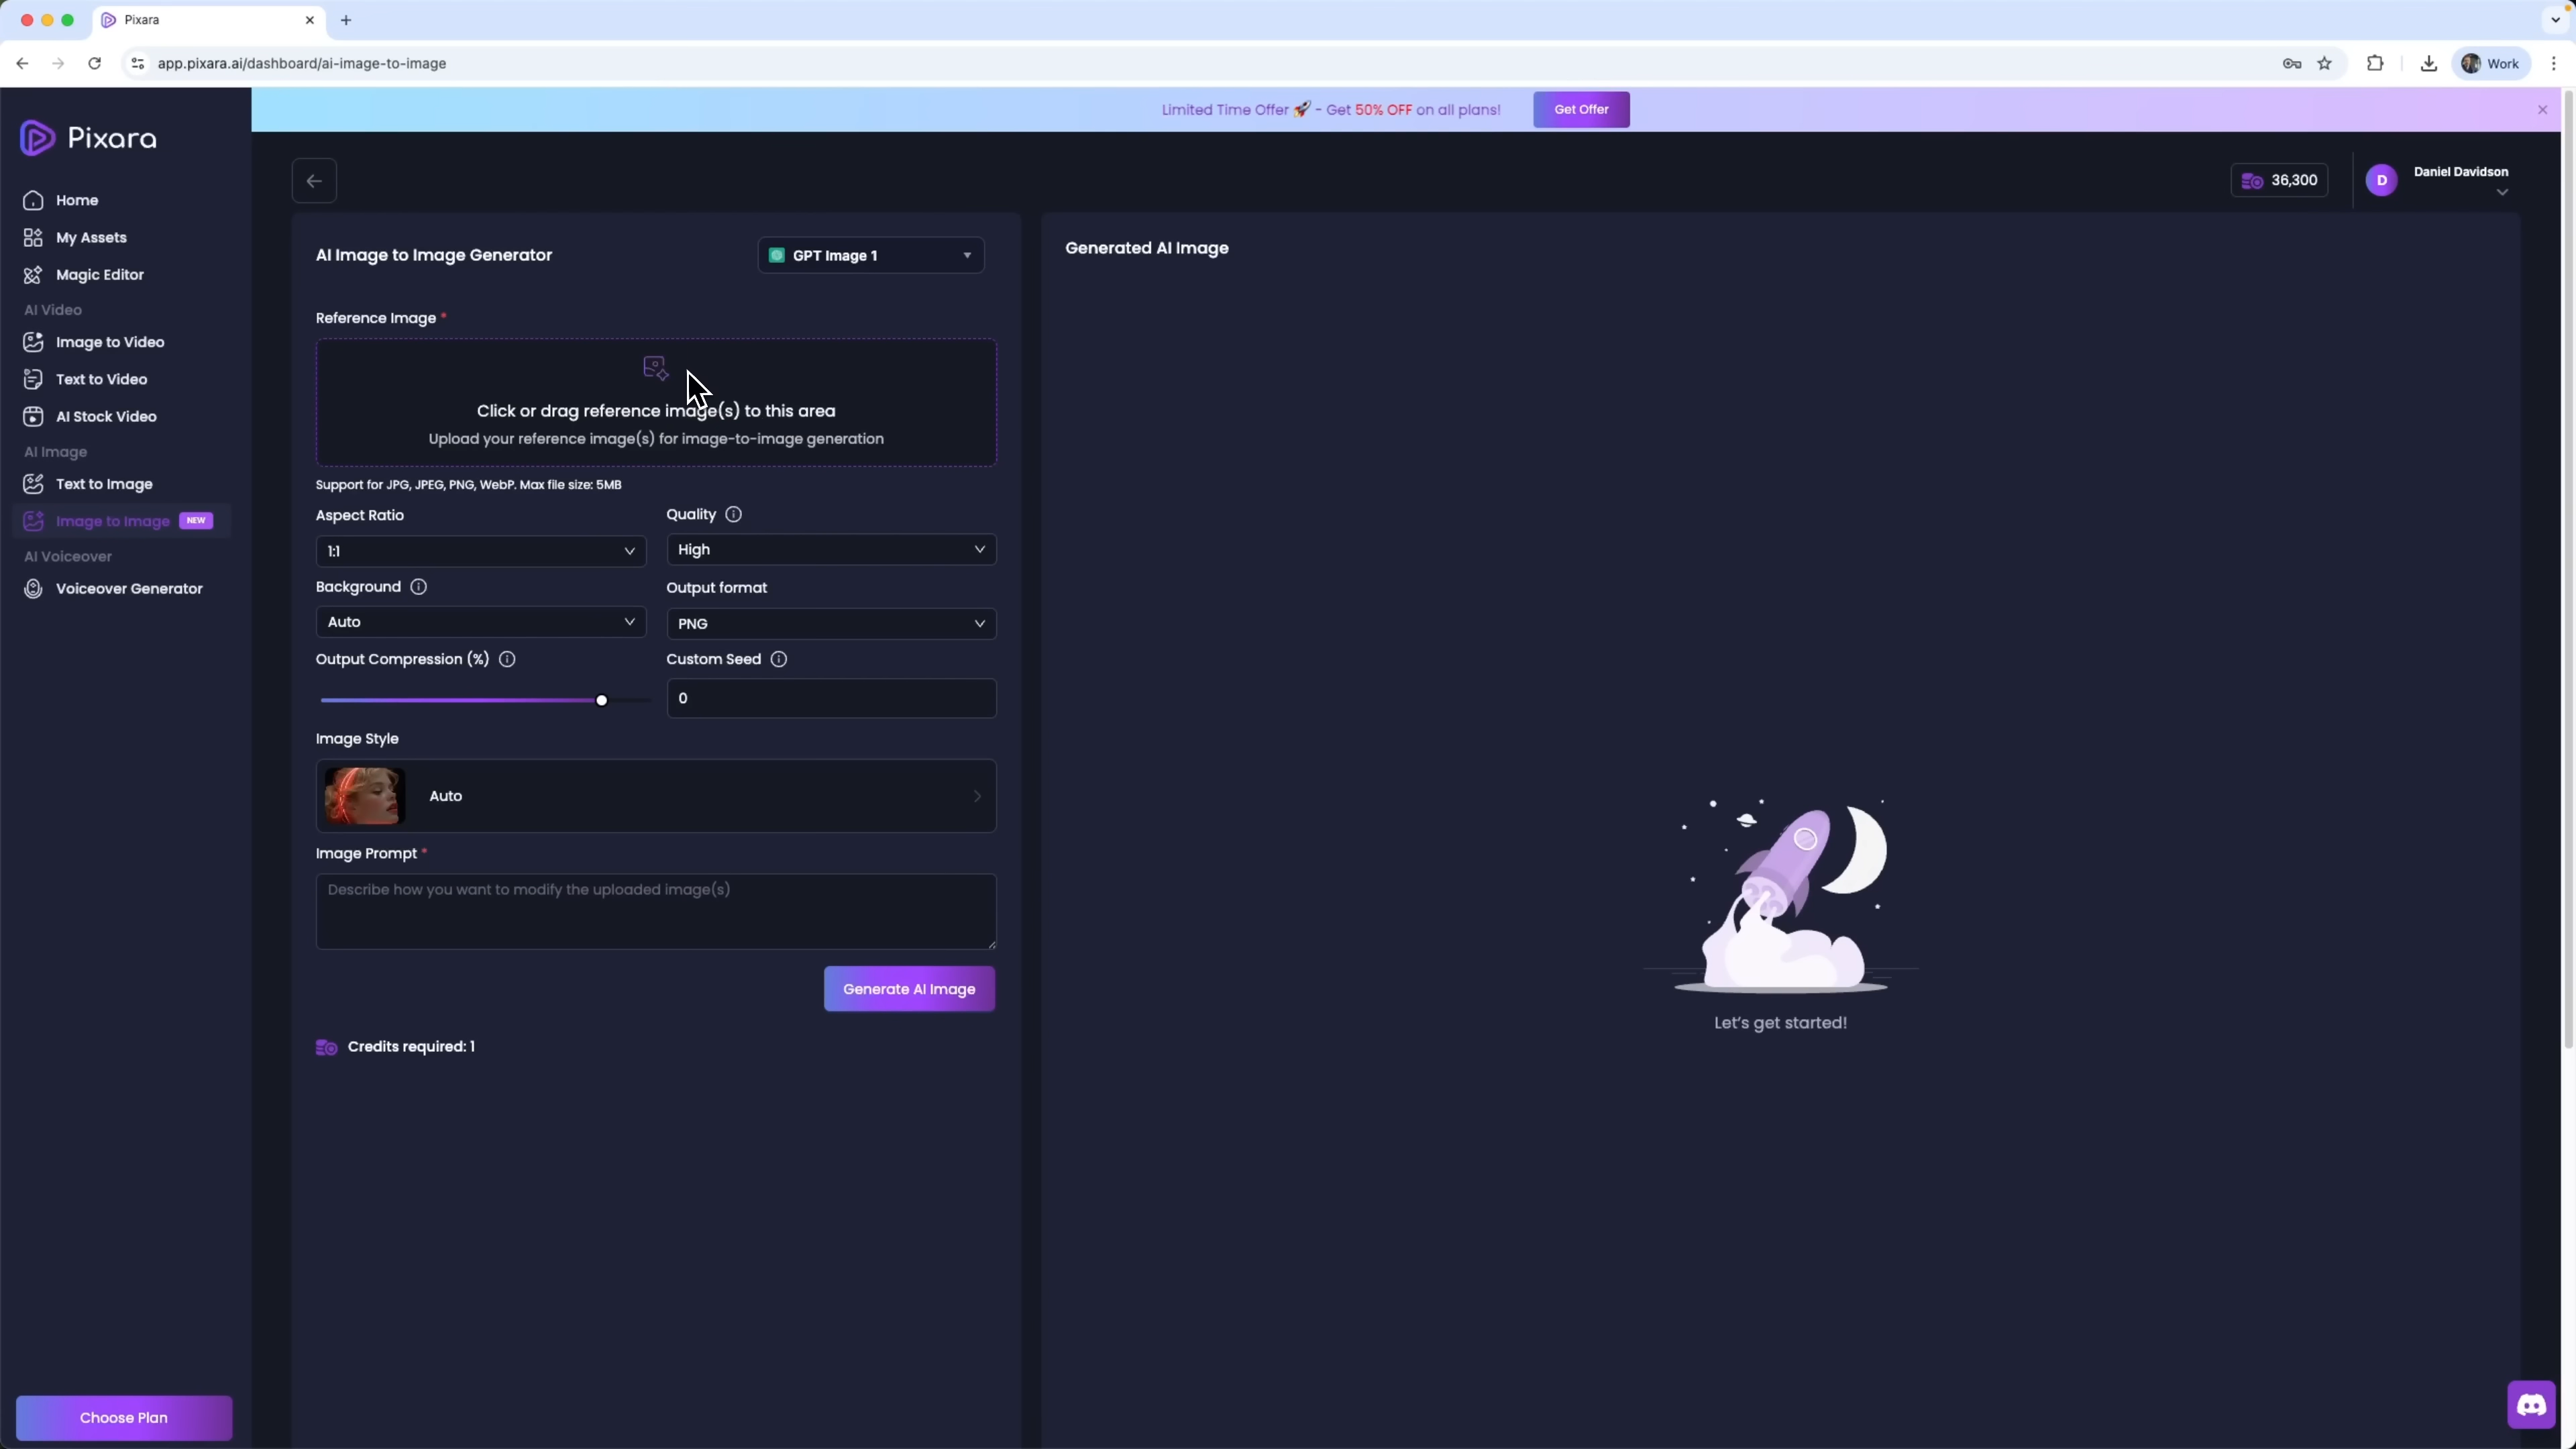 Pixara
app.pixara.ai/dashboard/ai-image-to-image
Work
Limited Time Offer 🚀 - Get 50% OFF on all plans!
Get Offer
Pixara
Home
My Assets
Magic Editor
AI Video
Image to Video
Text to Video
AI Stock Video
AI Image
Text to Image
Image to Image NEW
AI Voiceover
Voiceover Generator
Choose Plan
36,300
D
Daniel Davidson
AI Image to Image Generator
GPT Image 1
Reference Image *
Click or drag reference image(s) to this area
Upload your reference image(s) for image-to-image generation
Support for JPG, JPEG, PNG, WebP. Max file size: 5MB
Aspect Ratio
Quality
1:1
High
Background
Output format
Auto
PNG
Output Compression (%)
Custom Seed
0
Image Style
Auto
Image Prompt *
Describe how you want to modify the uploaded image(s)
Generate AI Image
Credits required: 1
Generated AI Image
Let's get started!